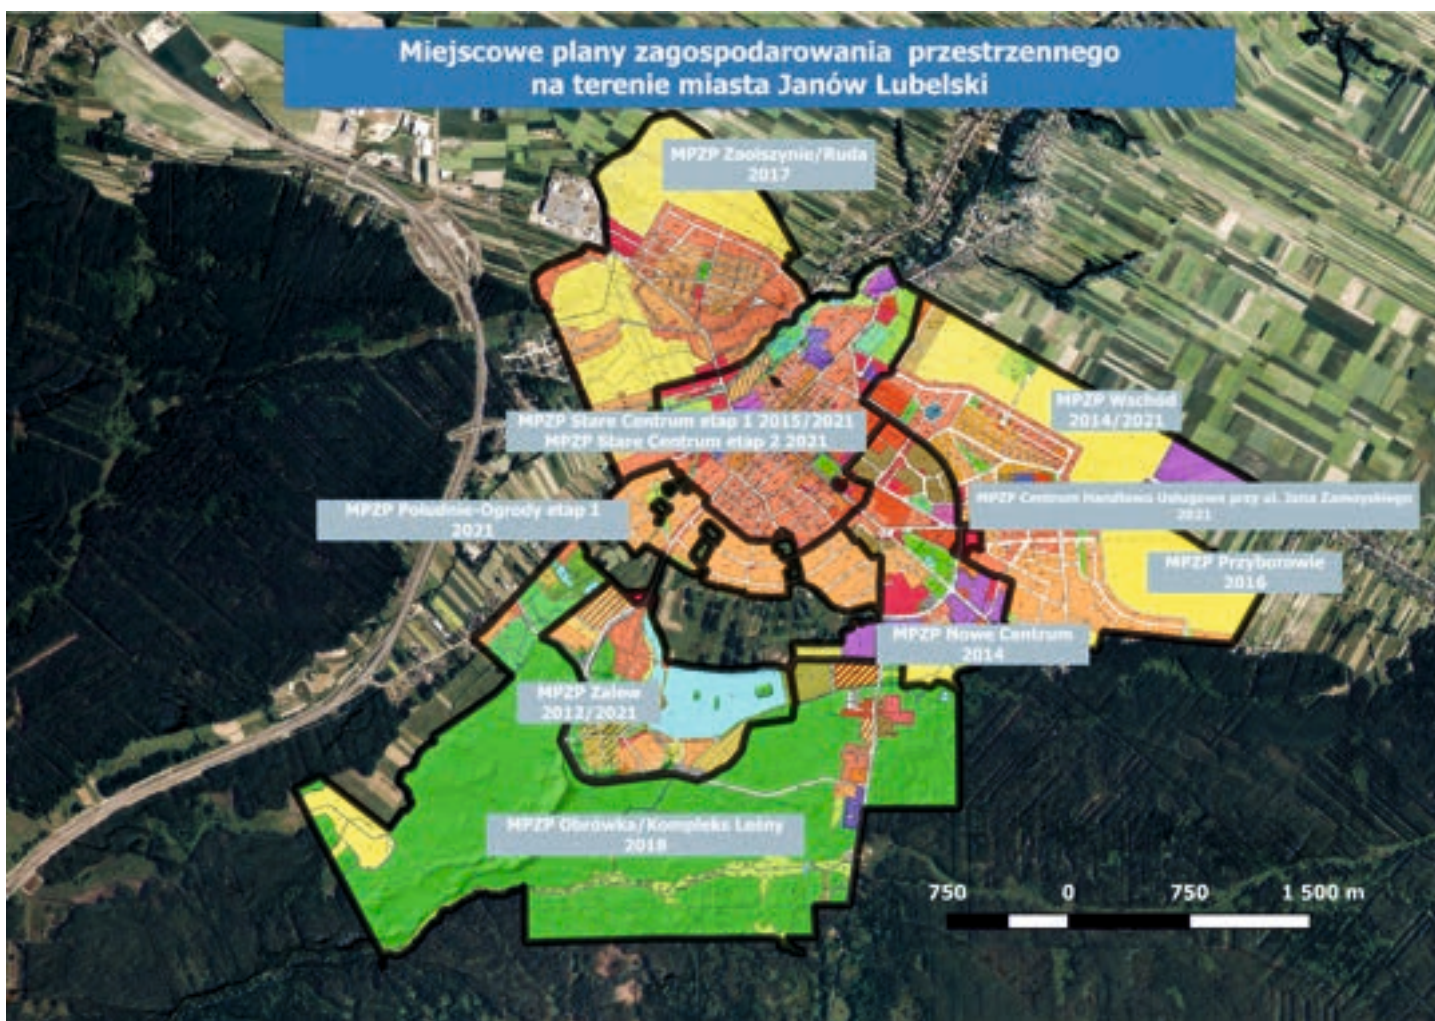 Miejscowe plany zagospodarowania przestrzennego
na terenie miasta Janów Lubelski
MPZP Zaolszynie/Ruda
2017
MPZP Wschód
2014/2021
MPZP Stare Centrum etap 1 2015/2021
MPZP Stare Centrum etap 2 2021
MPZP Centrum Handlowo Usługowe przy ul. Jana Zamoyskiego
2021
MPZP Południe-Ogrody etap 1
2021
MPZP Przyborowie
2016
MPZP Nowe Centrum
2014
MPZP Zalew
2012/2021
MPZP Obrówka/Kompleks Leśny
2018
750 0 750 1 500 m